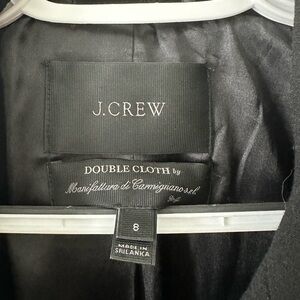 J.CREW
DOUBLE CLOTH by
Manifattura di Carmignano s.r.l.
8
MADE IN
SRI LANKA